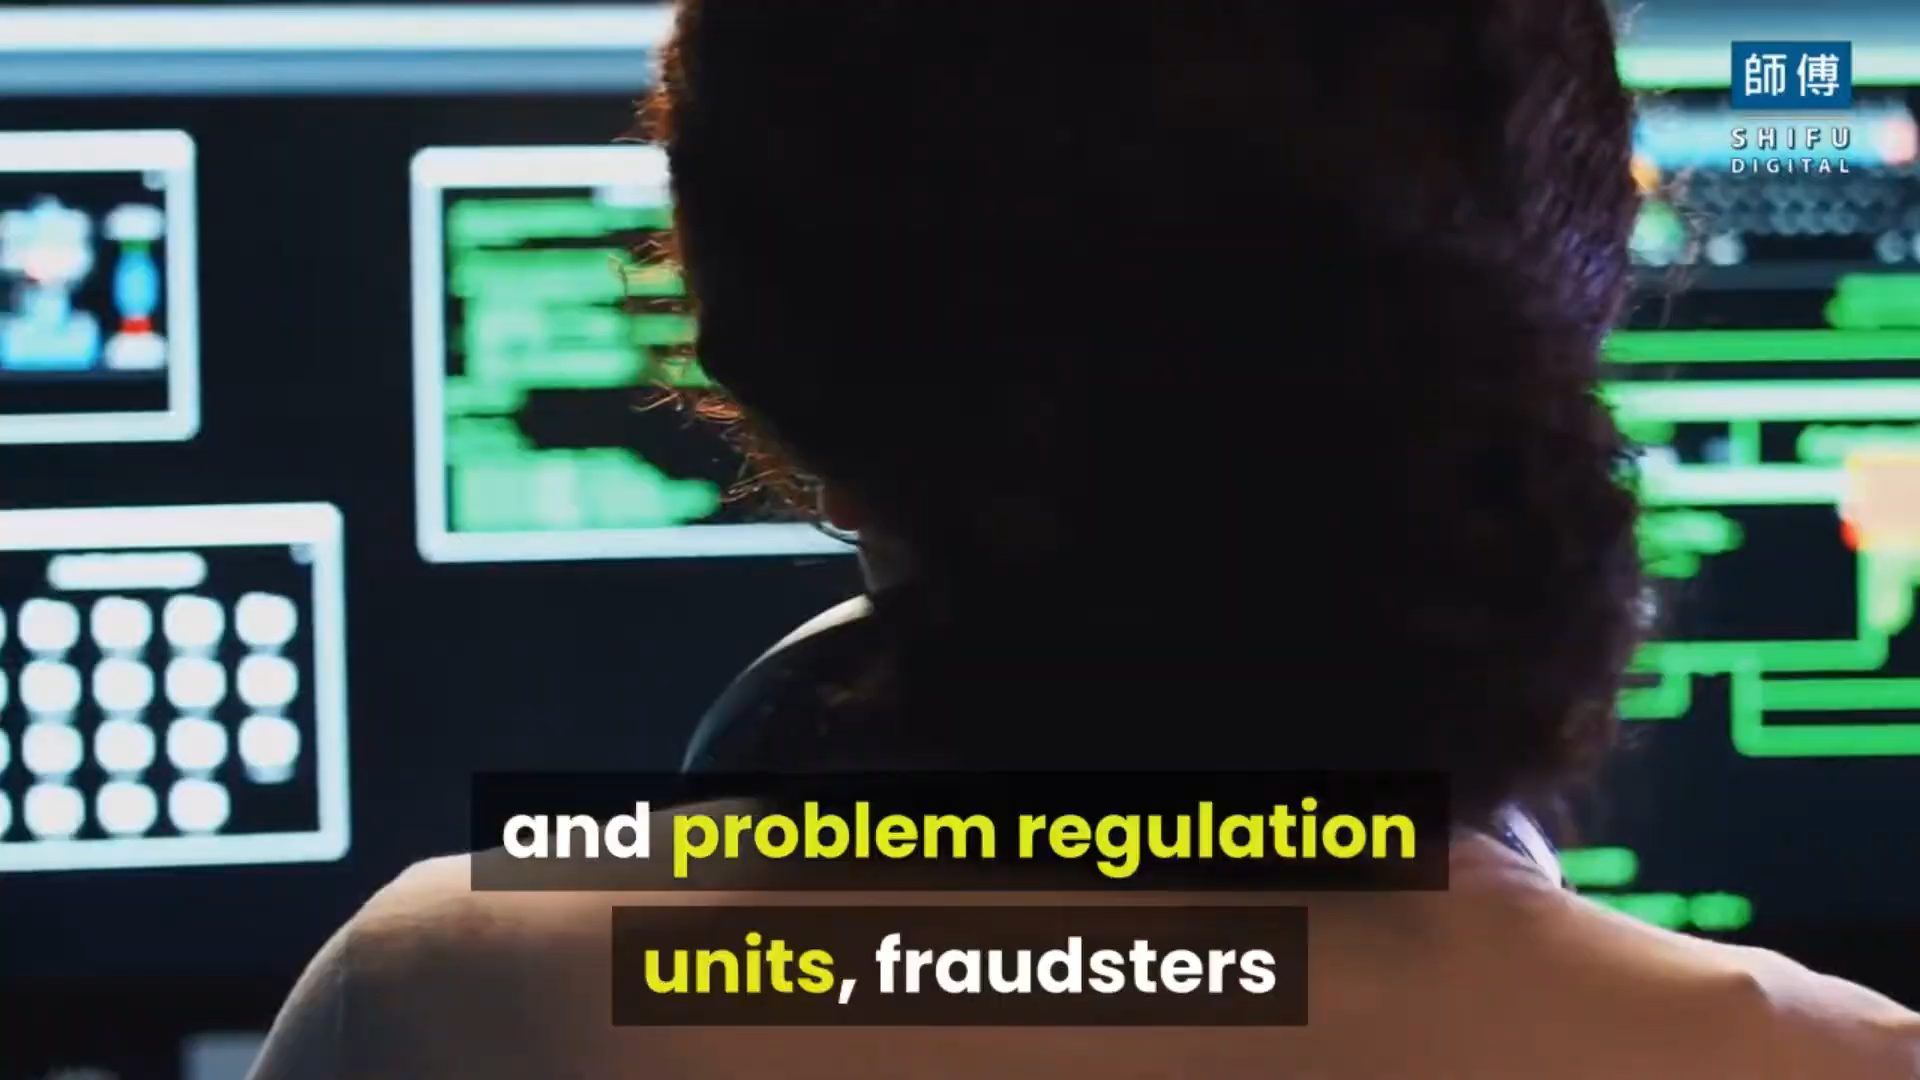 師傅
SHIFU
DIGITAL
and problem regulation
units, fraudsters